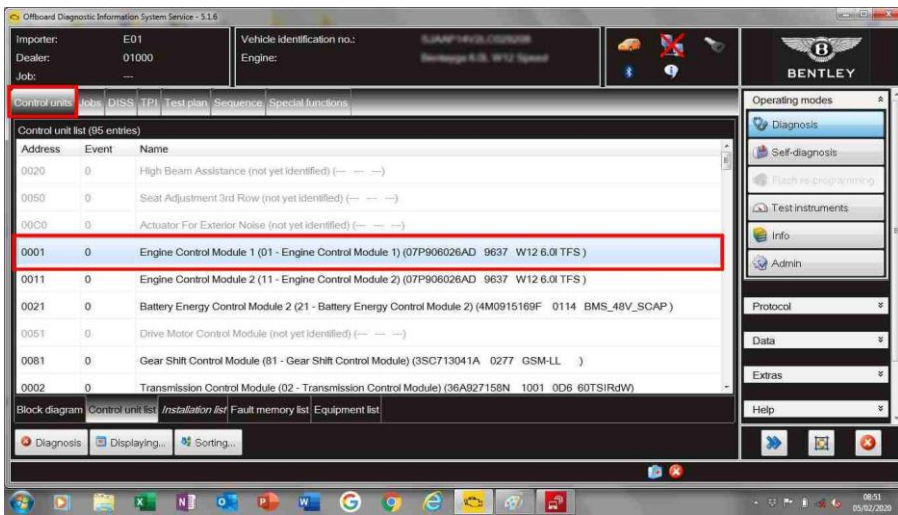 Offboard Diagnostic Information System Service - 5.1.6
Importer: E01
Dealer: 01000
Job: ---
Vehicle identification no.:
Engine: Bentayga 6.0L W12 Speed
BENTLEY
Control units Jobs DISS TPI Test plan Sequence Special functions
Control unit list (95 entries)
Address Event Name
0020 0 High Beam Assistance (not yet identified) (--- --- ---)
0050 0 Seat Adjustment 3rd Row (not yet identified) (--- --- ---)
00C0 0 Actuator For Exterior Noise (not yet identified) (--- --- ---)
0001 0 Engine Control Module 1 (01 - Engine Control Module 1) (07P906026AD 9637 W12 6.0l TFS )
0011 0 Engine Control Module 2 (11 - Engine Control Module 2) (07P906026AD 9637 W12 6.0l TFS )
0021 0 Battery Energy Control Module 2 (21 - Battery Energy Control Module 2) (4M0915169F 0114 BMS_48V_SCAP )
0051 0 Drive Motor Control Module (not yet identified) (--- --- ---)
0081 0 Gear Shift Control Module (81 - Gear Shift Control Module) (3SC713041A 0277 GSM-LL )
0002 0 Transmission Control Module (02 - Transmission Control Module) (36A927158N 1001 0D6 60TSIRdW)
Block diagram Control unit list Installation list Fault memory list Equipment list
Diagnosis Displaying... Sorting...
Operating modes
Diagnosis
Self-diagnosis
Flash re-programming
Test instruments
Info
Admin
Protocol
Data
Extras
Help
08:51
05/02/2020